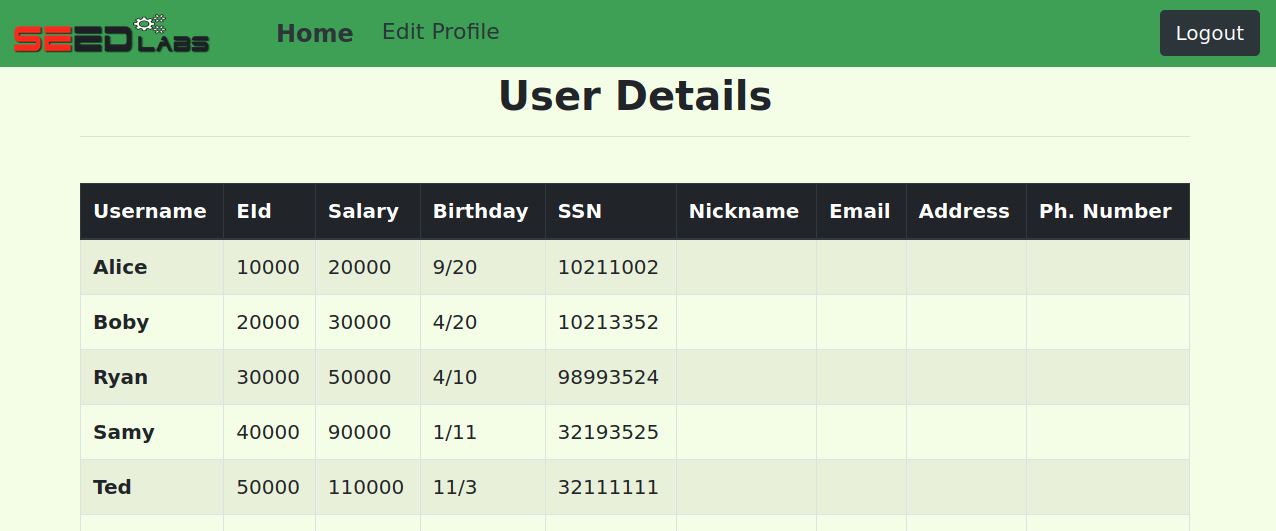 SEED LABS Home Edit Profile Logout
User Details
Username EId Salary Birthday SSN Nickname Email Address Ph. Number
Alice 10000 20000 9/20 10211002
Boby 20000 30000 4/20 10213352
Ryan 30000 50000 4/10 98993524
Samy 40000 90000 1/11 32193525
Ted 50000 110000 11/3 32111111